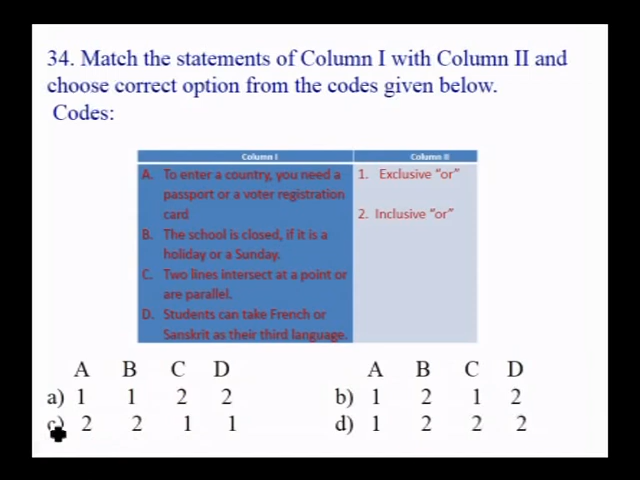 34. Match the statements of Column I with Column II and
choose correct option from the codes given below.
Codes:
Column I Column II
A. To enter a country, you need a 1. Exclusive “or”
passport or a voter registration
card 2. Inclusive “or”
B. The school is closed, if it is a
holiday or a Sunday.
C. Two lines intersect at a point or
are parallel.
D. Students can take French or
Sanskrit as their third language.
A B C D A B C D
a) 1 1 2 2 b) 1 2 1 2
c) 2 2 1 1 d) 1 2 2 2